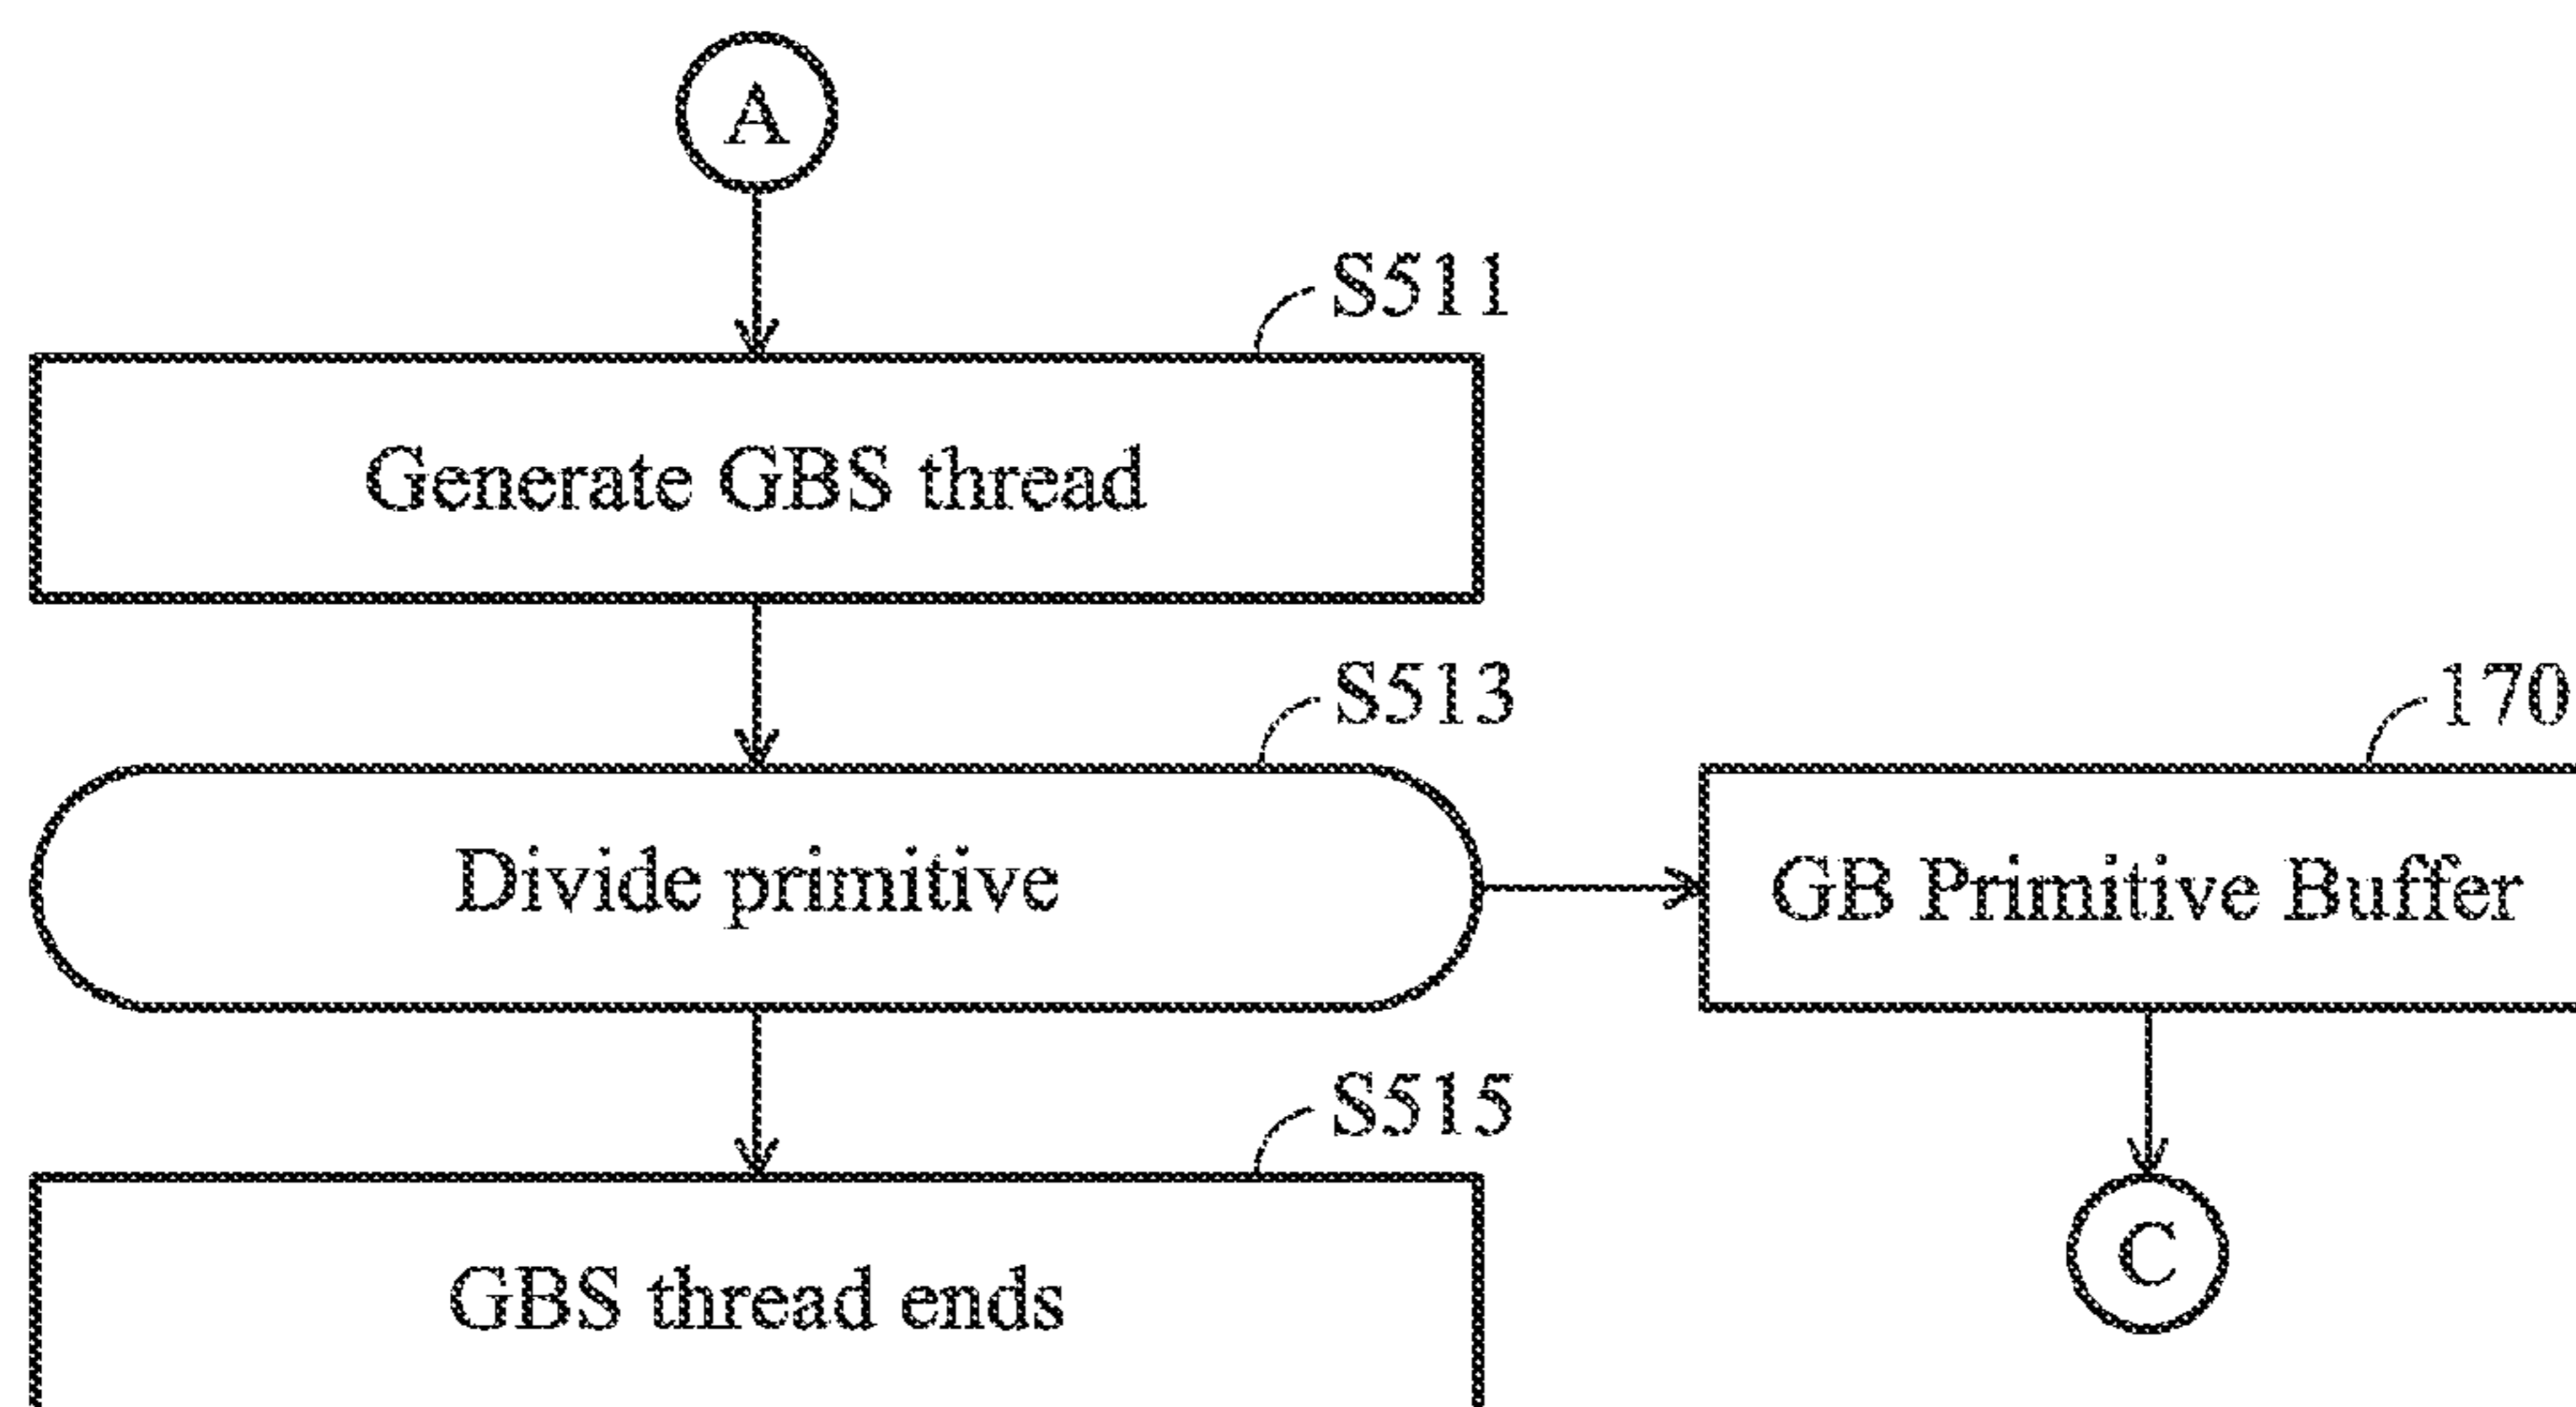 A
S511
Generate GBS thread
S513
170
Divide primitive
GB Primitive Buffer
S515
C
GBS thread ends